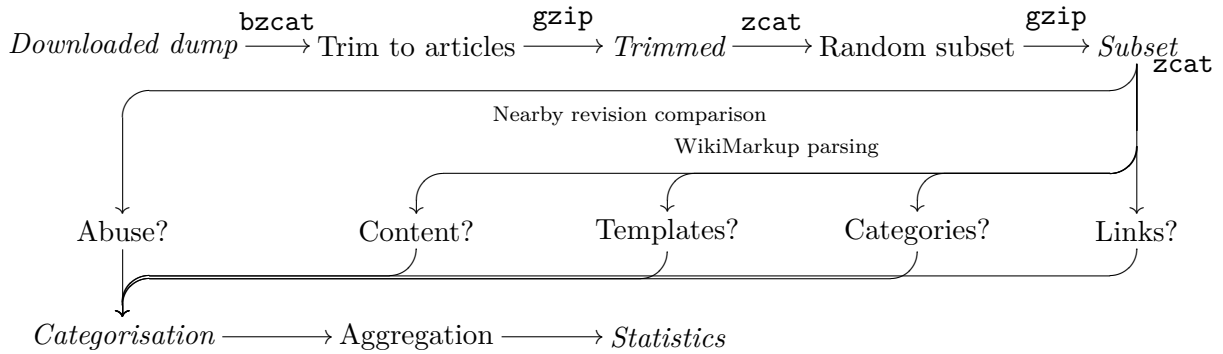 bzcat gzip zcat gzip
Downloaded dump Trim to articles Trimmed Random subset Subset
zcat
Nearby revision comparison
WikiMarkup parsing
Abuse? Content? Templates? Categories? Links?
Categorisation Aggregation Statistics